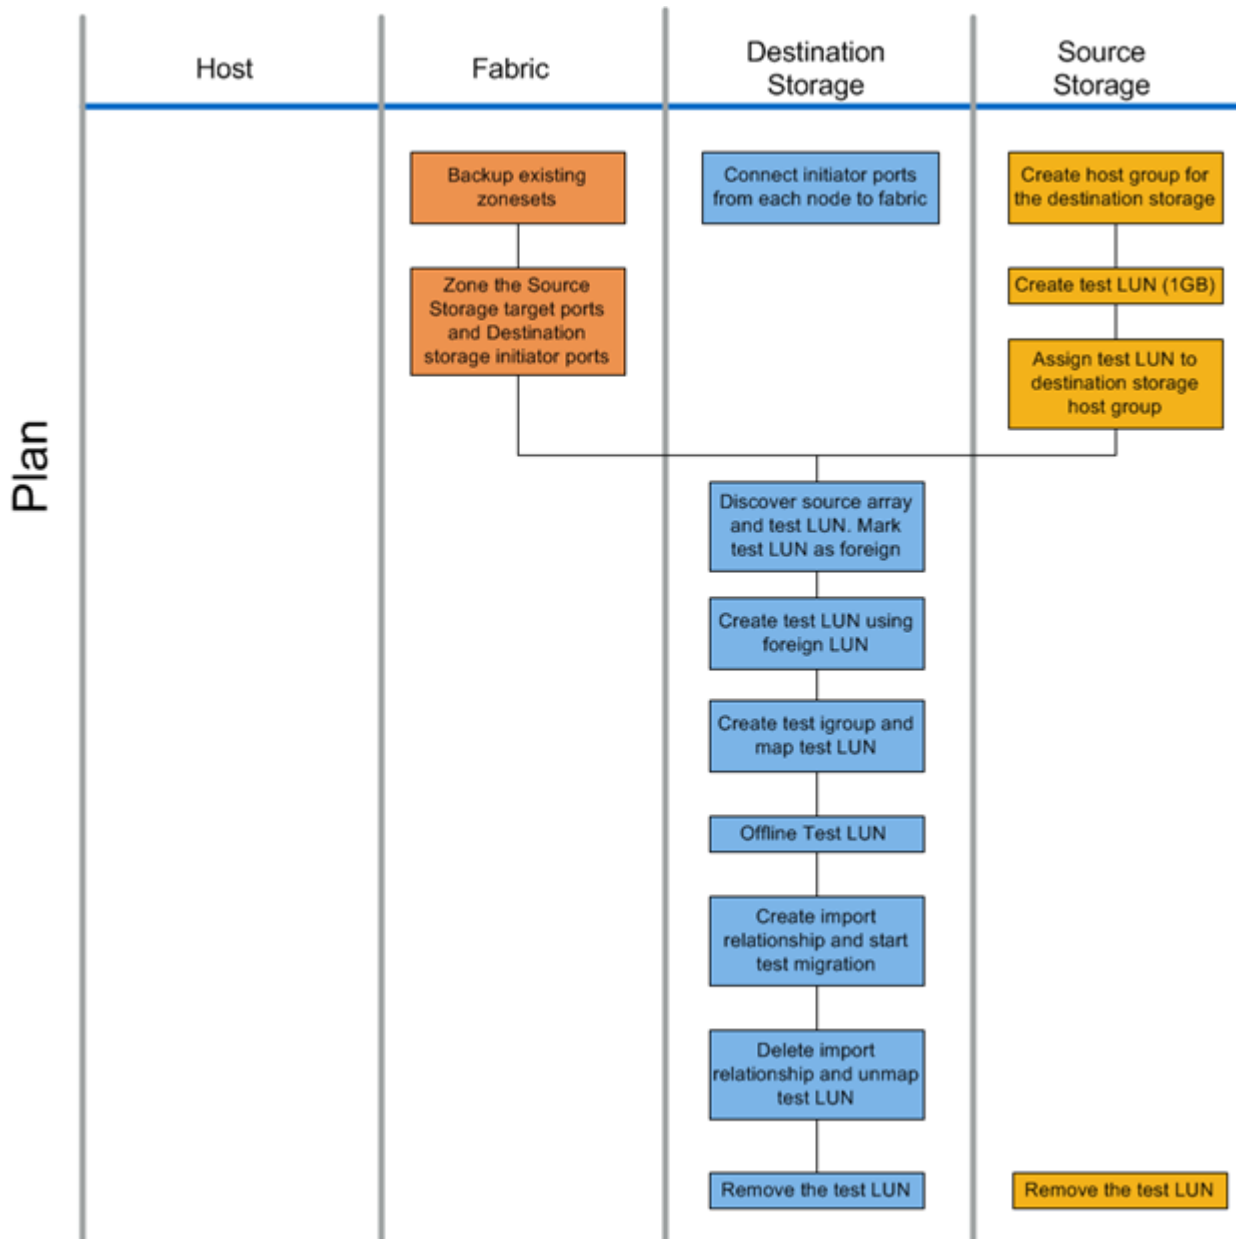 Host
Fabric
Destination
Storage
Source
Storage
Plan
Backup existing
zonesets
Connect initiator ports
from each node to fabric
Create host group for
the destination storage
Zone the Source
Storage target ports
and Destination
storage initiator ports
Create test LUN (1GB)
Assign test LUN to
destination storage
host group
Discover source array
and test LUN. Mark
test LUN as foreign
Create test LUN using
foreign LUN
Create test igroup and
map test LUN
Offline Test LUN
Create import
relationship and start
test migration
Delete import
relationship and unmap
test LUN
Remove the test LUN
Remove the test LUN